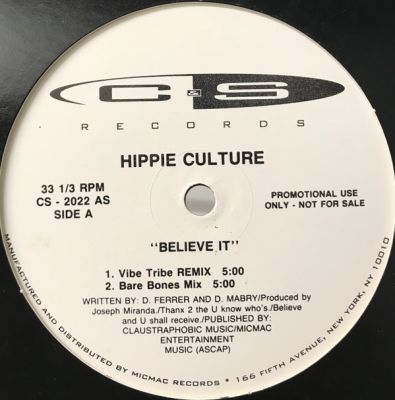 C&S
RECORDS
HIPPIE CULTURE
33 1/3 RPM
CS - 2022 AS
SIDE A
PROMOTIONAL USE
ONLY - NOT FOR SALE
"BELIEVE IT"
1. Vibe Tribe REMIX 5:00
2. Bare Bones Mix 5:00
WRITTEN BY: D. FERRER AND D. MABRY/Produced by
Joseph Miranda./Thanx 2 the U know who's./Believe
and U shall receive./PUBLISHED BY:
CLAUSTRAPHOBIC MUSIC/MICMAC
ENTERTAINMENT
MUSIC (ASCAP)
MANUFACTURED AND DISTRIBUTED BY MICMAC RECORDS • 166 FIFTH AVENUE, NEW YORK, NY 10010